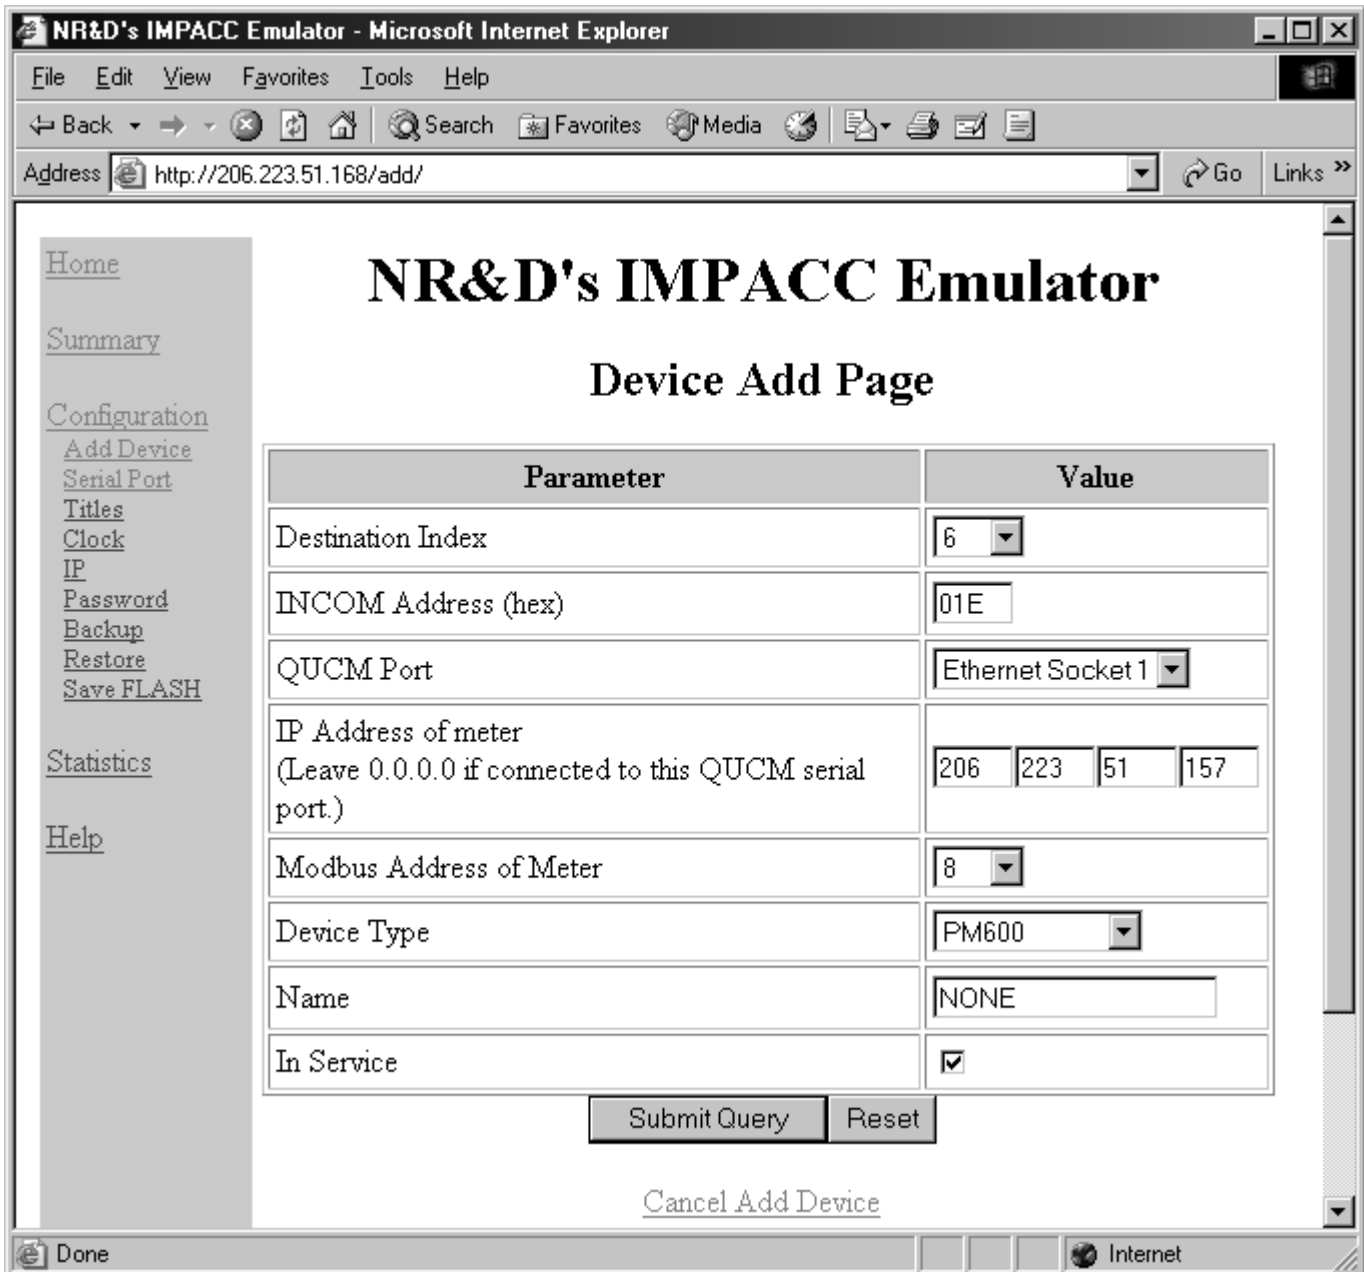 NR&D's IMPACC Emulator - Microsoft Internet Explorer
File Edit View Favorites Tools Help
Back Search Favorites Media
Address http://206.223.51.168/add/ Go Links »
Home
Summary
Configuration
Add Device
Serial Port
Titles
Clock
IP
Password
Backup
Restore
Save FLASH
Statistics
Help
NR&D's IMPACC Emulator
Device Add Page
Parameter Value
Destination Index 6
INCOM Address (hex) 01E
QUCM Port Ethernet Socket 1
IP Address of meter
(Leave 0.0.0.0 if connected to this QUCM serial
port.)
206 223 51 157
Modbus Address of Meter 8
Device Type PM600
Name NONE
In Service
Submit Query Reset
Cancel Add Device
Done Internet